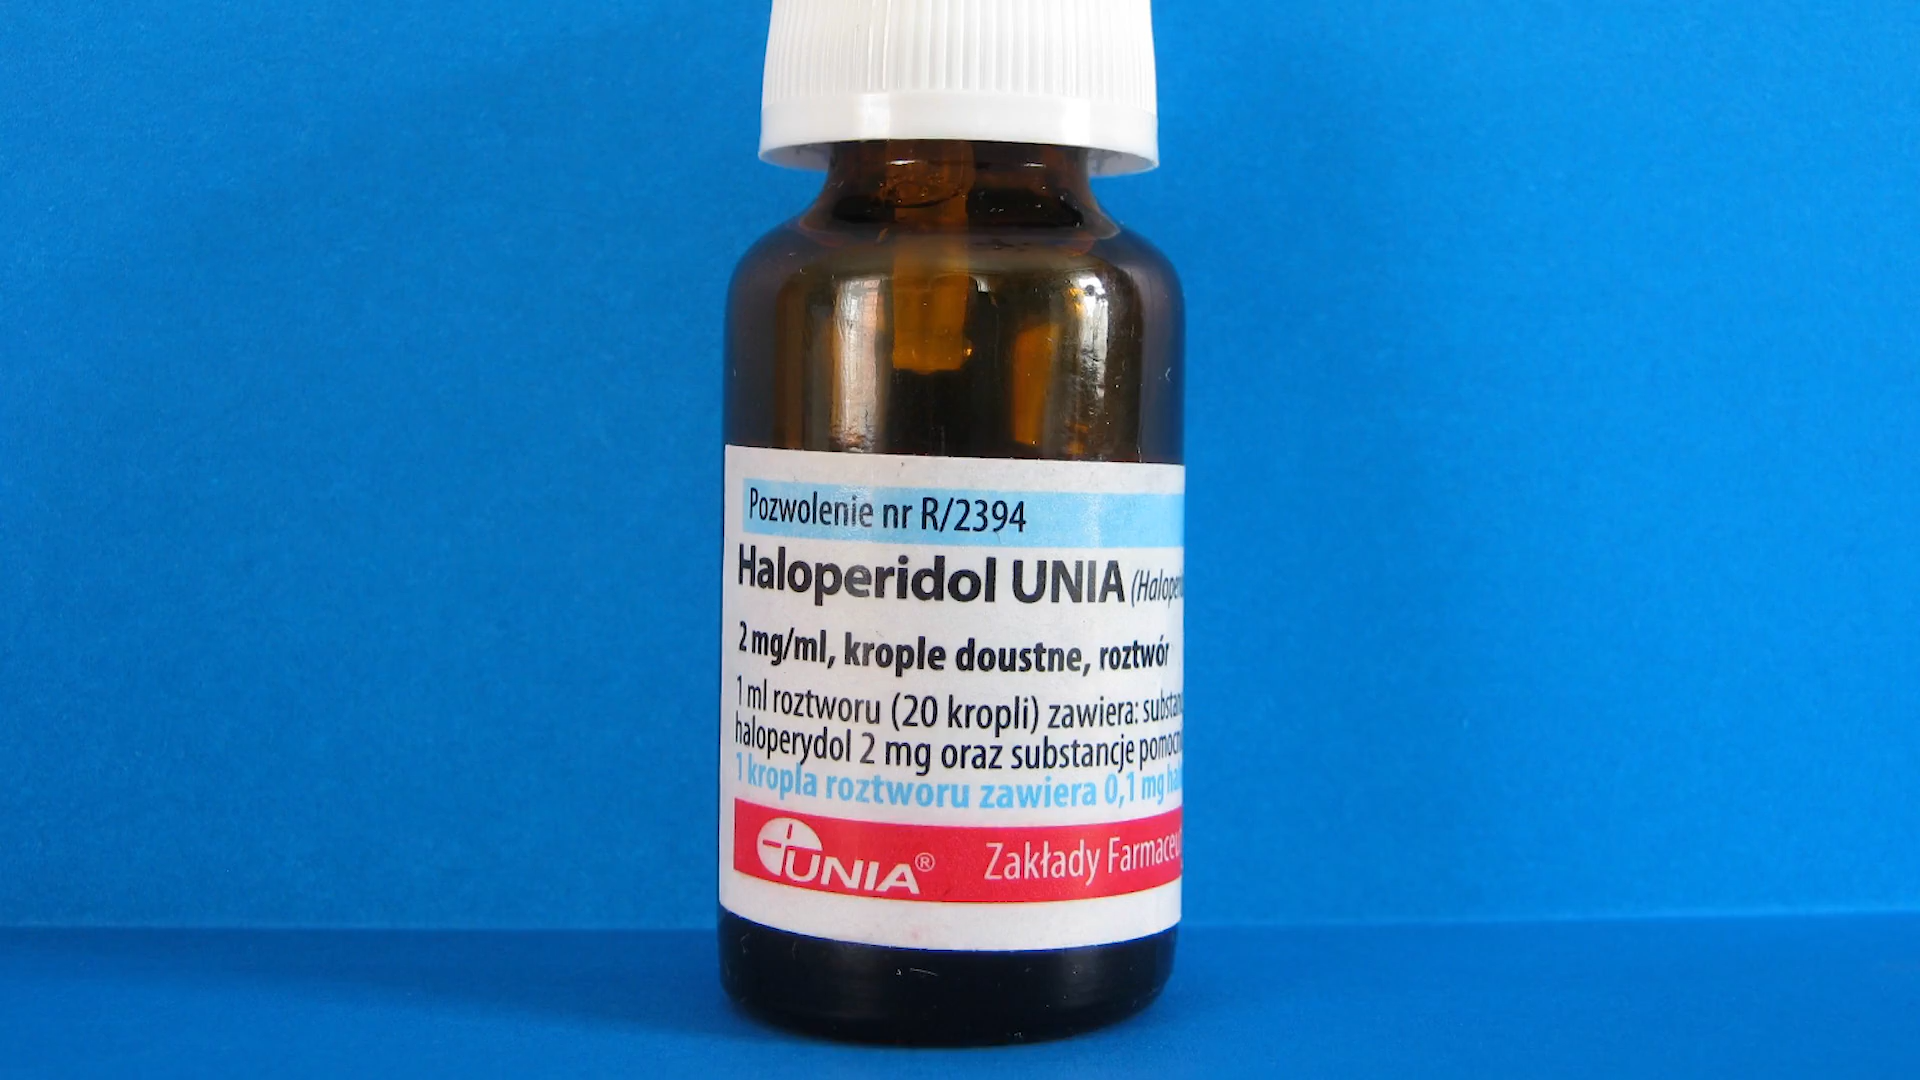 Pozwolenie nr R/2394
Haloperidol UNIA
2 mg/ml, krople doustne, roztwór
1 ml roztworu (20 kropli) zawiera:
haloperydol 2 mg oraz substancje
1 kropla roztworu zawiera 0,1 mg
UNIA® Zakłady